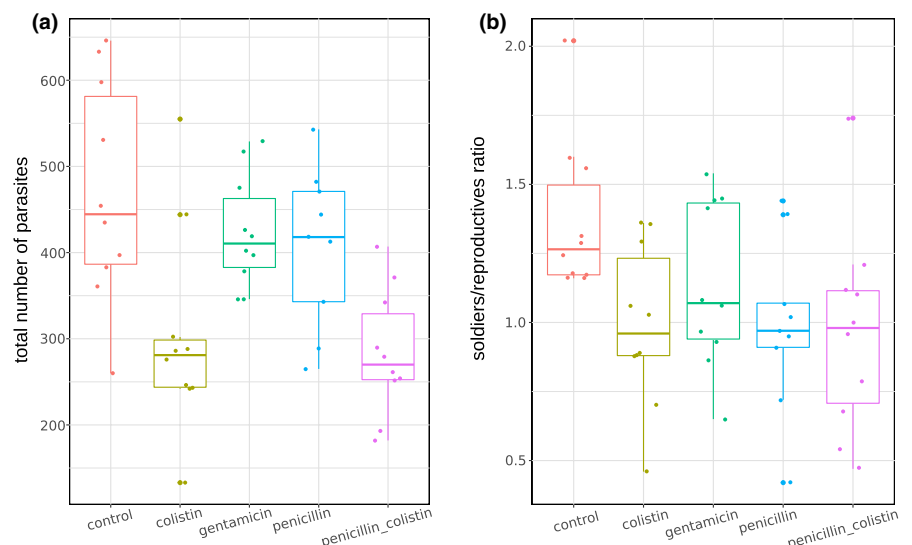 (a)
total number of parasites
600
500
400
300
200
control
colistin
gentamicin
penicillin
penicillin_colistin
(b)
soldiers/reproductives ratio
2.0
1.5
1.0
0.5
control
colistin
gentamicin
penicillin
penicillin_colistin